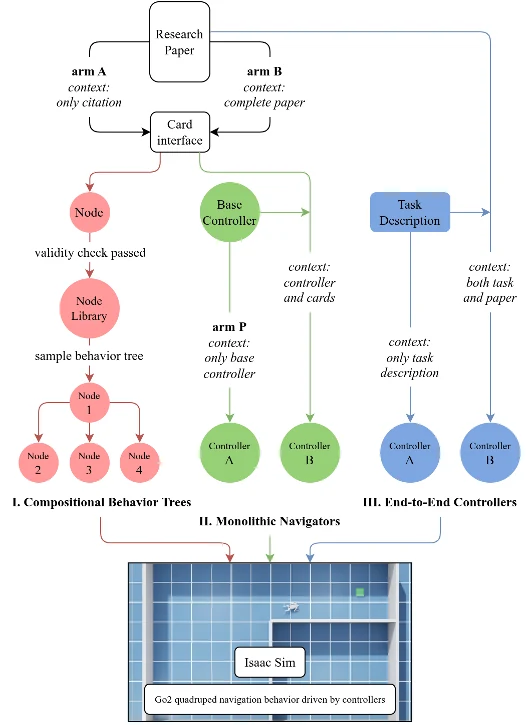 Research
Paper
arm A
context:
only citation
arm B
context:
complete paper
Card
interface
Node
Base
Controller
Task
Description
validity check passed
context:
controller
and cards
context:
both task
and paper
Node
Library
arm P
context:
only base
controller
context:
only task
description
sample behavior tree
Node
1
Node
2
Node
3
Node
4
Controller
A
Controller
B
Controller
A
Controller
B
I. Compositional Behavior Trees
III. End-to-End Controllers
II. Monolithic Navigators
Isaac Sim
Go2 quadruped navigation behavior driven by controllers